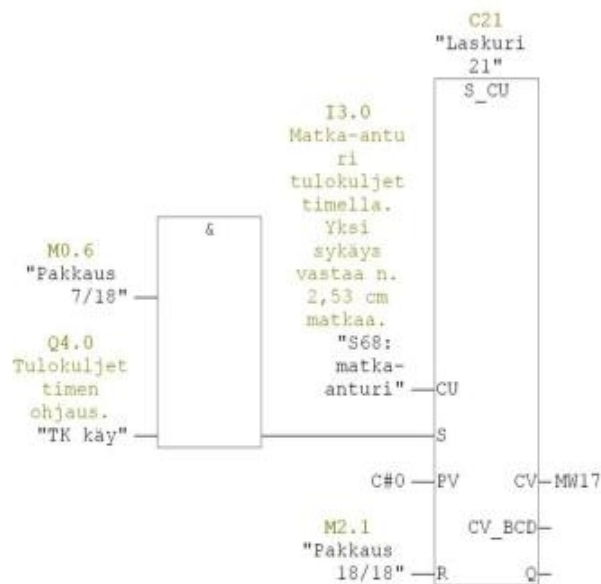 C21
"Laskuri
21"
S_CU
I3.0
Matka-antu
ri
tulokuljet
timella.
Yksi
sykäys
vastaa n.
2,53 cm
matkaa.
"S68:
matka-
anturi"
CU
&
M0.6
"Pakkaus
7/18"
Q4.0
Tulokuljet
timen
ohjaus.
"TK käy"
S
C#0
PV
CV
MW17
CV_BCD
M2.1
"Pakkaus
18/18"
R
Q